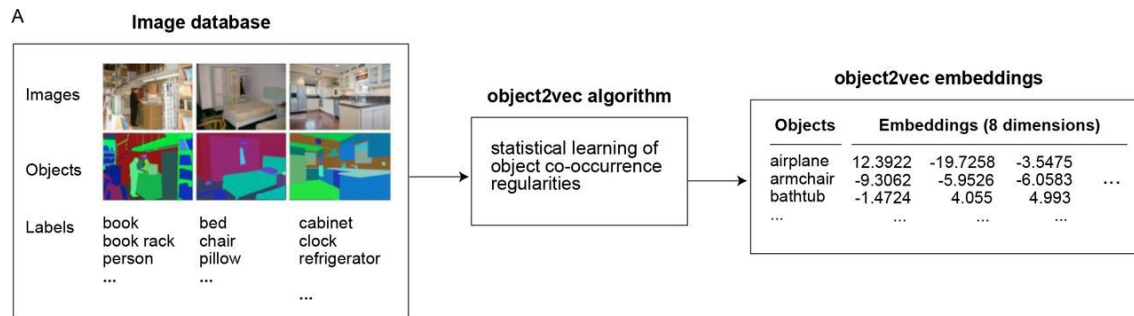 A
Image database
Images
Objects
Labels
book
book rack
person
...
bed
chair
pillow
...
cabinet
clock
refrigerator
...
object2vec algorithm
statistical learning of
object co-occurrence
regularities
object2vec embeddings
Objects Embeddings (8 dimensions)
airplane 12.3922 -19.7258 -3.5475
armchair -9.3062 -5.9526 -6.0583 ...
bathtub -1.4724 4.055 4.993
... ... ... ...